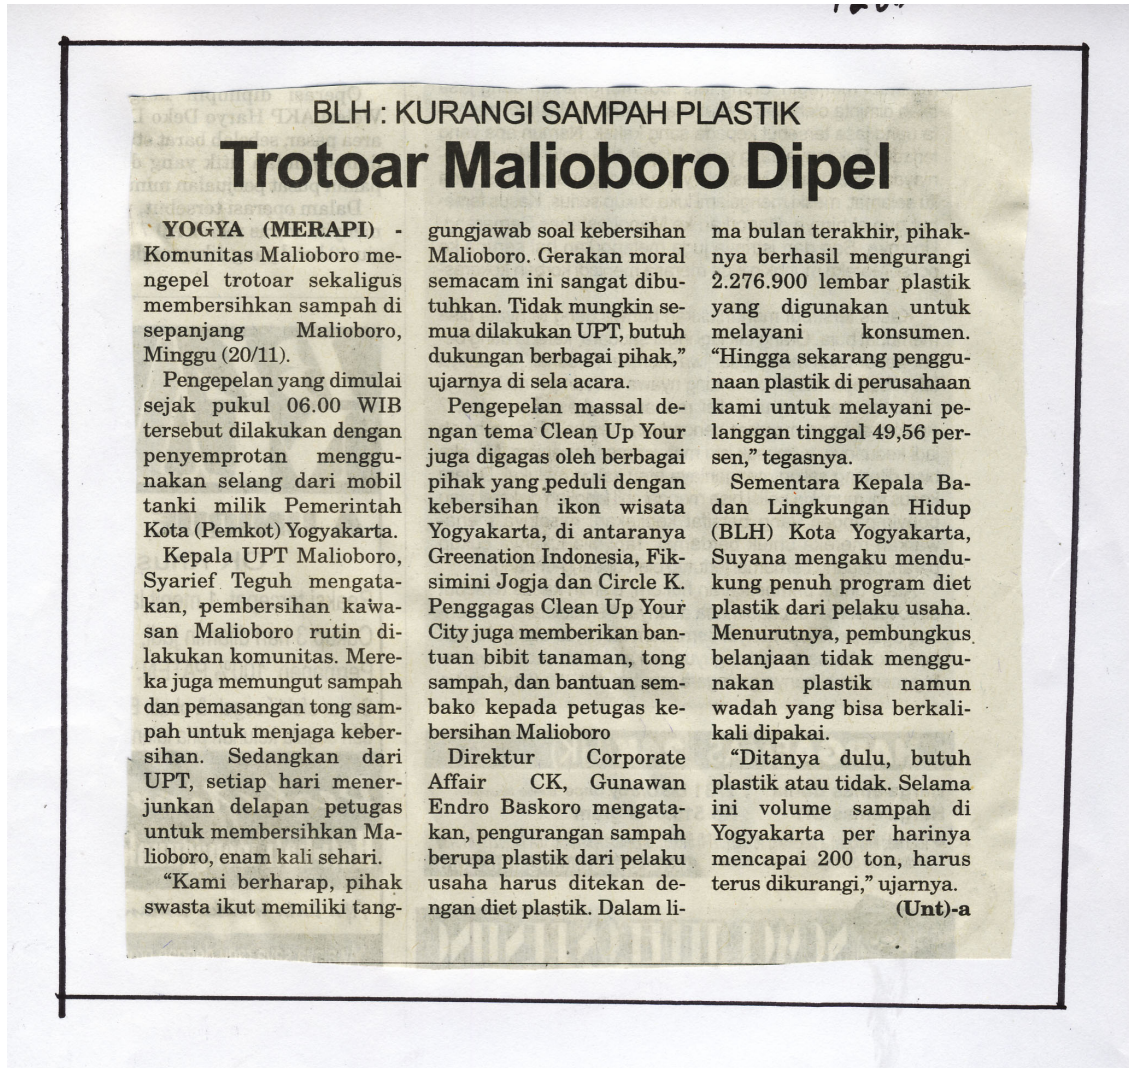 BLH : KURANGI SAMPAH PLASTIK
Trotoar Malioboro Dipel
YOGYA (MERAPI) -
Komunitas Malioboro me-
ngepel trotoar sekaligus
membersihkan sampah di
sepanjang Malioboro,
Minggu (20/11).
Pengepelan yang dimulai
sejak pukul 06.00 WIB
tersebut dilakukan dengan
penyemprotan menggu-
nakan selang dari mobil
tanki milik Pemerintah
Kota (Pemkot) Yogyakarta.
Kepala UPT Malioboro,
Syarief Teguh mengata-
kan, pembersihan kawa-
san Malioboro rutin di-
lakukan komunitas. Mere-
ka juga memungut sampah
dan pemasangan tong sam-
pah untuk menjaga keber-
sihan. Sedangkan dari
UPT, setiap hari mener-
junkan delapan petugas
untuk membersihkan Ma-
lioboro, enam kali sehari.
“Kami berharap, pihak
swasta ikut memiliki tang-
gungjawab soal kebersihan
Malioboro. Gerakan moral
semacam ini sangat dibu-
tuhkan. Tidak mungkin se-
mua dilakukan UPT, butuh
dukungan berbagai pihak,”
ujarnya di sela acara.
Pengepelan massal de-
ngan tema Clean Up Your
juga digagas oleh berbagai
pihak yang peduli dengan
kebersihan ikon wisata
Yogyakarta, di antaranya
Greenation Indonesia, Fik-
simini Jogja dan Circle K.
Penggagas Clean Up Your
City juga memberikan ban-
tuan bibit tanaman, tong
sampah, dan bantuan sem-
bako kepada petugas ke-
bersihan Malioboro
Direktur Corporate
Affair CK, Gunawan
Endro Baskoro mengata-
kan, pengurangan sampah
berupa plastik dari pelaku
usaha harus ditekan de-
ngan diet plastik. Dalam li-
ma bulan terakhir, pihak-
nya berhasil mengurangi
2.276.900 lembar plastik
yang digunakan untuk
melayani konsumen.
“Hingga sekarang penggu-
naan plastik di perusahaan
kami untuk melayani pe-
langgan tinggal 49,56 per-
sen,” tegasnya.
Sementara Kepala Ba-
dan Lingkungan Hidup
(BLH) Kota Yogyakarta,
Suyana mengaku mendu-
kung penuh program diet
plastik dari pelaku usaha.
Menurutnya, pembungkus
belanjaan tidak menggu-
nakan plastik namun
wadah yang bisa berkali-
kali dipakai.
“Ditanya dulu, butuh
plastik atau tidak. Selama
ini volume sampah di
Yogyakarta per harinya
mencapai 200 ton, harus
terus dikurangi,” ujarnya.
(Unt)-a